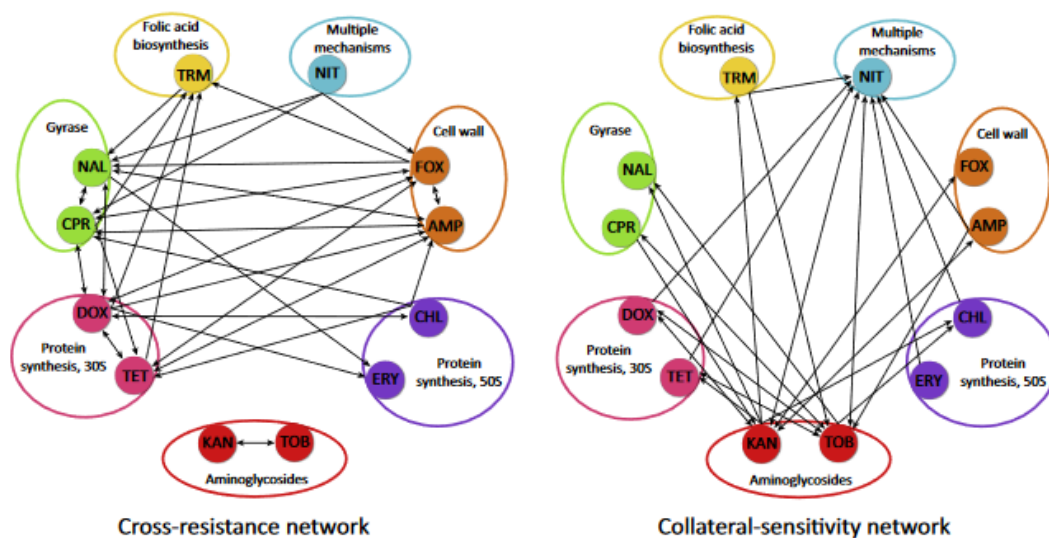 Folic acid
biosynthesis
TRM
Multiple
mechanisms
NIT
Gyrase
NAL
CPR
Cell wall
FOX
AMP
DOX
Protein
synthesis, 30S
TET
CHL
Protein
synthesis, 50S
ERY
KAN
TOB
Aminoglycosides
Cross-resistance network
Folic acid
biosynthesis
TRM
Multiple
mechanisms
NIT
Gyrase
NAL
CPR
Cell wall
FOX
AMP
DOX
Protein
synthesis, 30S
TET
CHL
Protein
synthesis, 50S
ERY
KAN
TOB
Aminoglycosides
Collateral-sensitivity network